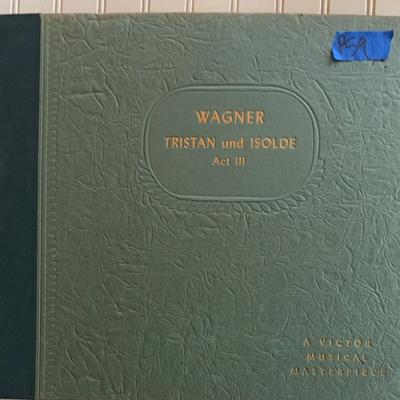 WAGNER
TRISTAN und ISOLDE
Act III
A VICTOR
MUSICAL
MASTERPIECE